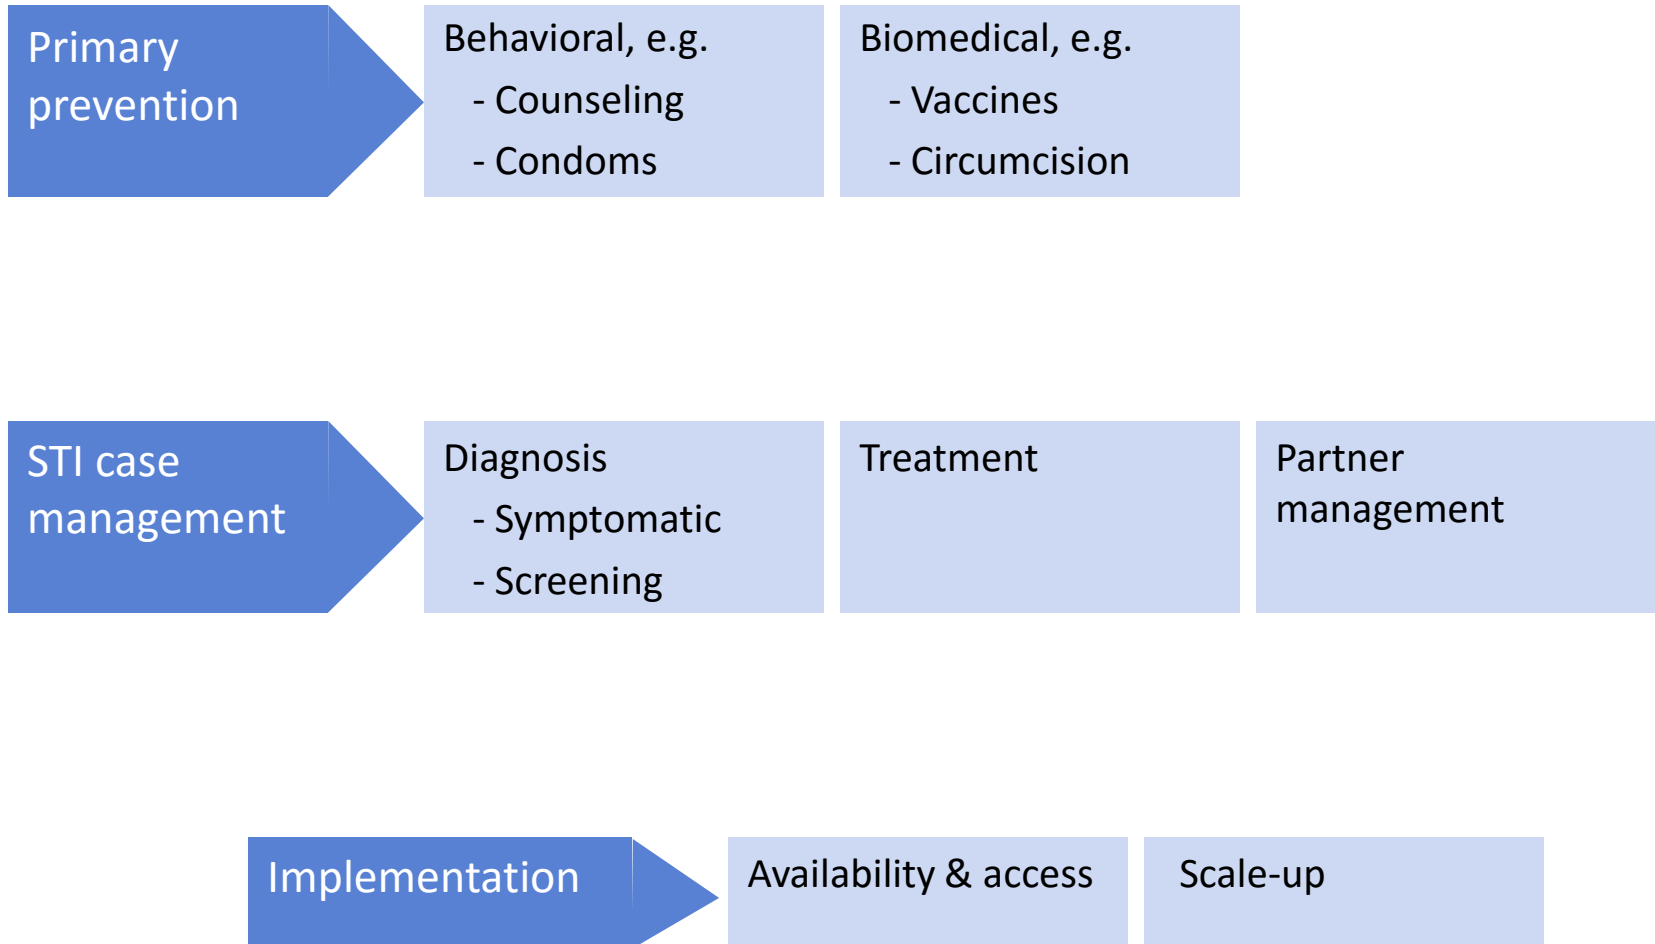 Primary
prevention
Behavioral, e.g.
- Counseling
- Condoms
Biomedical, e.g.
- Vaccines
- Circumcision
STI case
management
Diagnosis
- Symptomatic
- Screening
Treatment
Partner
management
Implementation
Availability & access
Scale-up